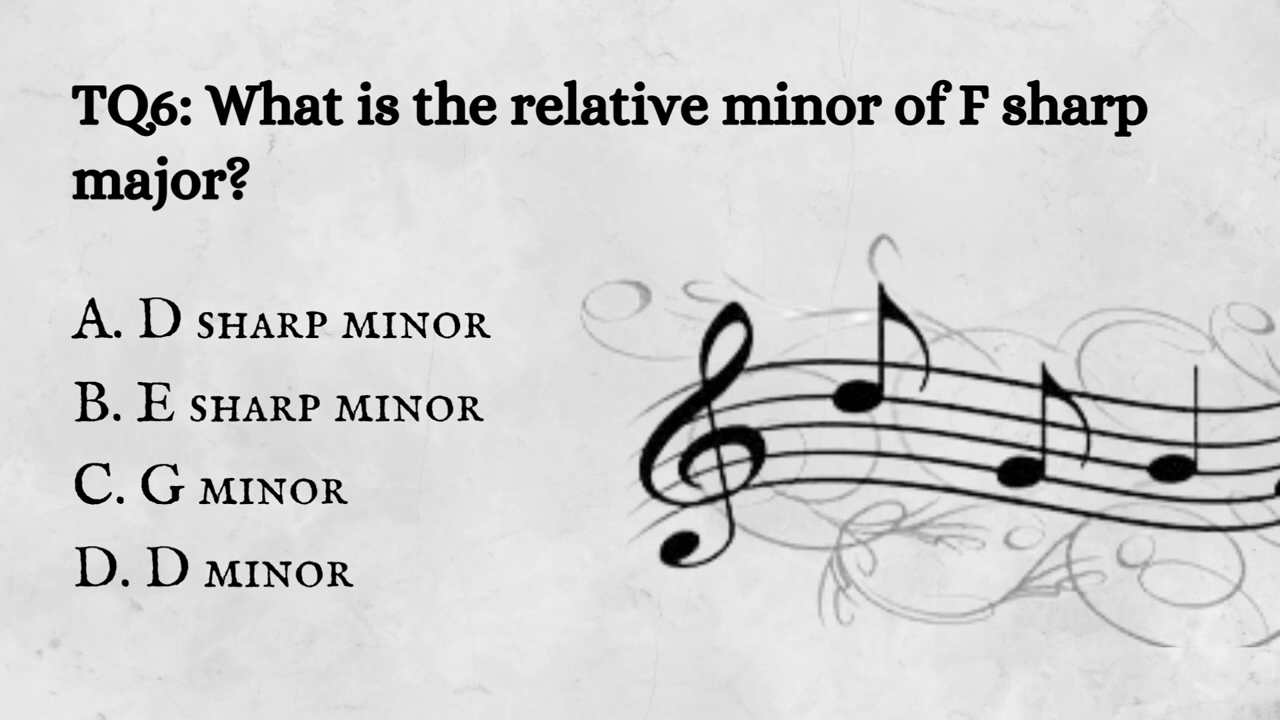 TQ6: What is the relative minor of F sharp
major?
A. D SHARP MINOR
B. E SHARP MINOR
C. G MINOR
D. D MINOR